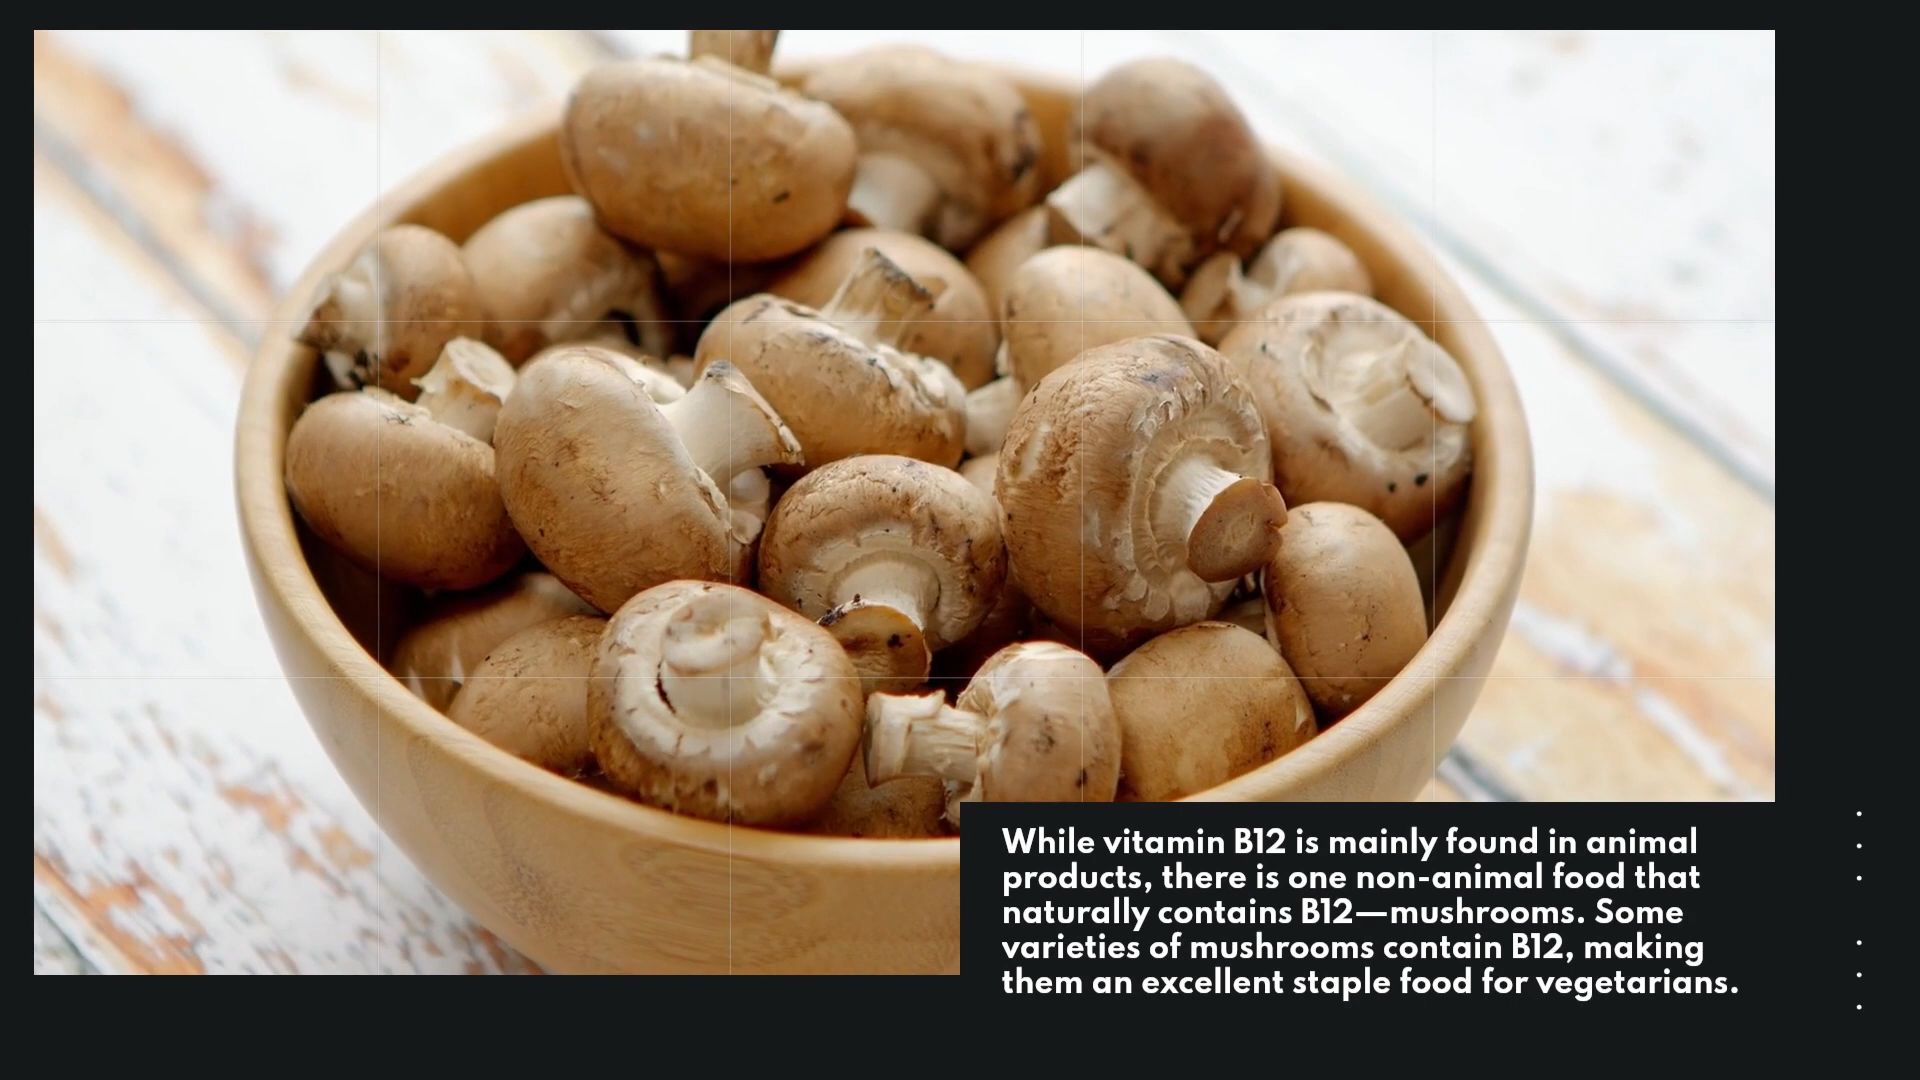 While vitamin B12 is mainly found in animal
products, there is one non-animal food that
naturally contains B12—mushrooms. Some
varieties of mushrooms contain B12, making
them an excellent staple food for vegetarians.